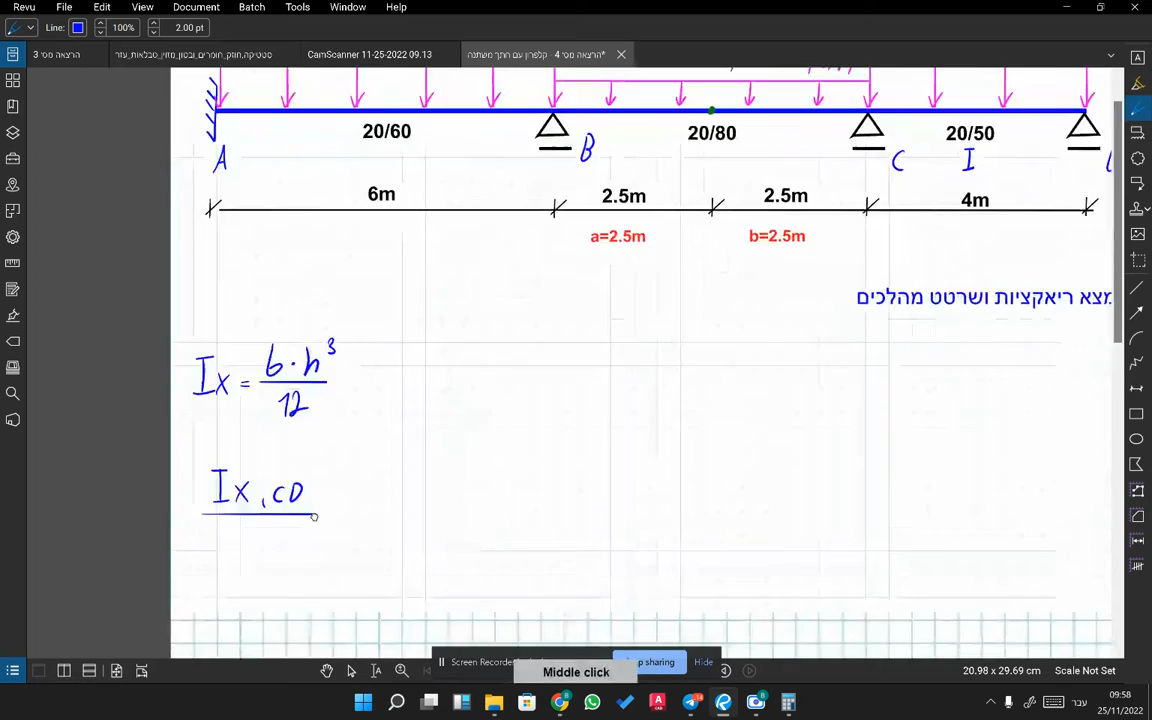 Revu File Edit View Document Batch Tools Window Help
Line: 100% 2.00 pt
הרצאה מס' 3 סטטיקה,חוזק,חומרים,ובטון,מזוין,טבלאות,עזר CamScanner 11-25-2022 09.13 הרצאה מס' 4 - קלפרון עם חתך משתנה*
20/60 20/80 20/50
A B C I
6m 2.5m 2.5m 4m
a=2.5m b=2.5m
מצא ריאקציות ושרטט מהלכים
Ix = b·h³
12
Ix,CD
Screen Recorder Stop sharing Hide
Middle click
20.98 x 29.69 cm Scale Not Set
עבר 09:58
25/11/2022